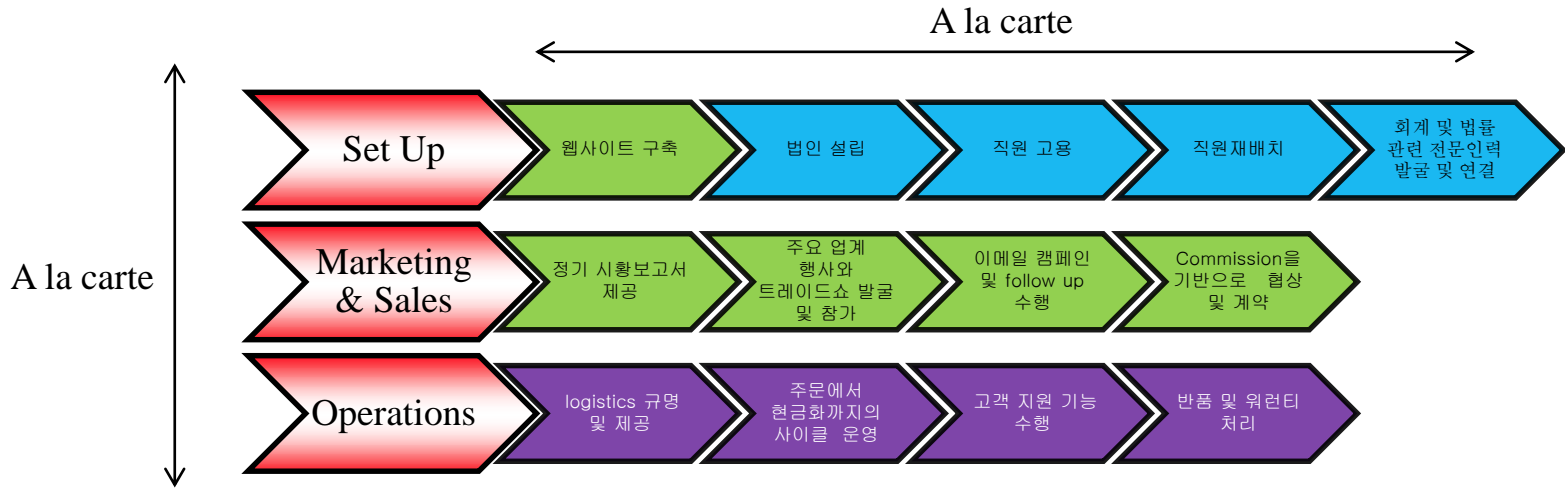 A la carte
A la carte
Set Up
웹사이트 구축
법인 설립
직원 고용
직원재배치
회계 및 법률
관련 전문인력
발굴 및 연결
Marketing
& Sales
정기 시황보고서
제공
주요 업계
행사와
트레이드쇼 발굴
및 참가
이메일 캠페인
및 follow up
수행
Commission을
기반으로 협상
및 계약
Operations
logistics 규명
및 제공
주문에서
현금화까지의
사이클 운영
고객 지원 기능
수행
반품 및 워런티
처리